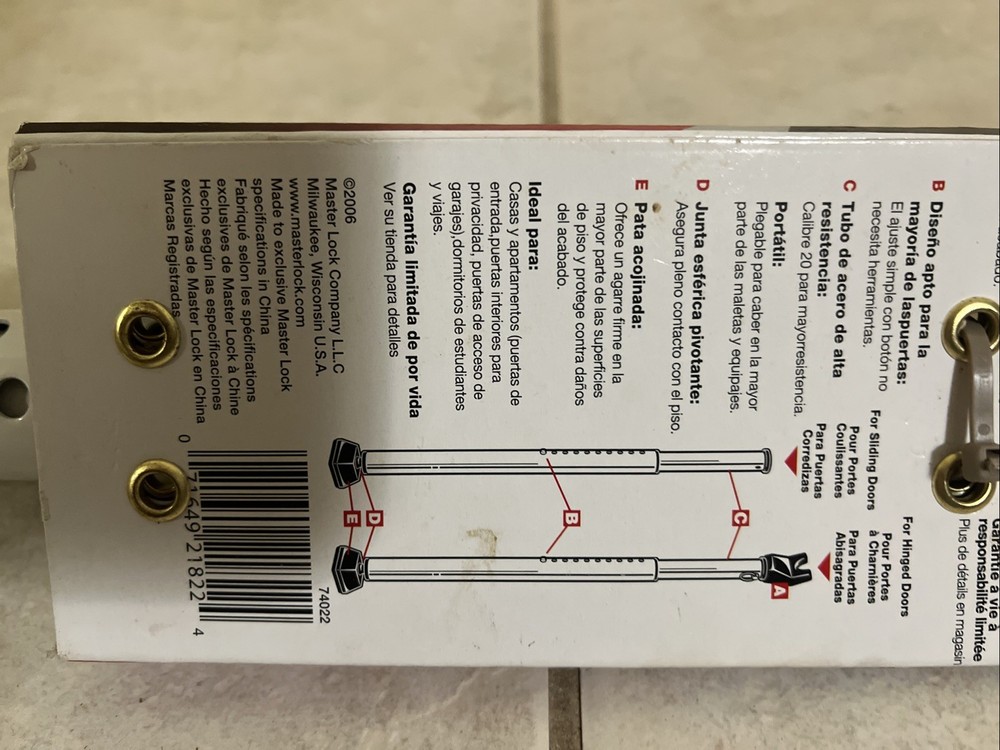 B Diseño apto para la
mayoría de laspuertas:
El ajuste simple con botón no
necesita herramientas.
C Tubo de acero de alta
resistencia:
Calibre 20 para mayorresistencia.
Portátil:
Plegable para caber en la mayor
parte de las maletas y equipajes.
D Junta esférica pivotante:
Asegura pleno contacto con el piso.
E Pata acojinada:
Ofrece un agarre firme en la
mayor parte de las superficies
de piso y protege contra daños
del acabado.
Ideal para:
Casas y apartamentos (puertas de
entrada,puertas interiores para
privacidad, puertas de acceso de
garajes),dormitorios de estudiantes
y viajes.
Garantía limitada de por vida
Ver su tienda para detalles
©2006
Master Lock Company L.L.C
Milwaukee, Wisconsin U.S.A.
www.masterlock.com
Made to exclusive Master Lock
specifications in China
Fabriqué selon les spécifications
exclusives de Master Lock à Chine
Hecho según las especificaciones
exclusivas de Master Lock en China
Marcas Registradas
Garantie à vie à
responsabilité limitée
Plus de détails en magasin
For Sliding Doors
Pour Portes
Coulissantes
Para Puertas
Corredizas
For Hinged Doors
Pour Portes
à Charnières
Para Puertas
Abisagradas
A
C
B
D
E
74022
0 71649 21822 4